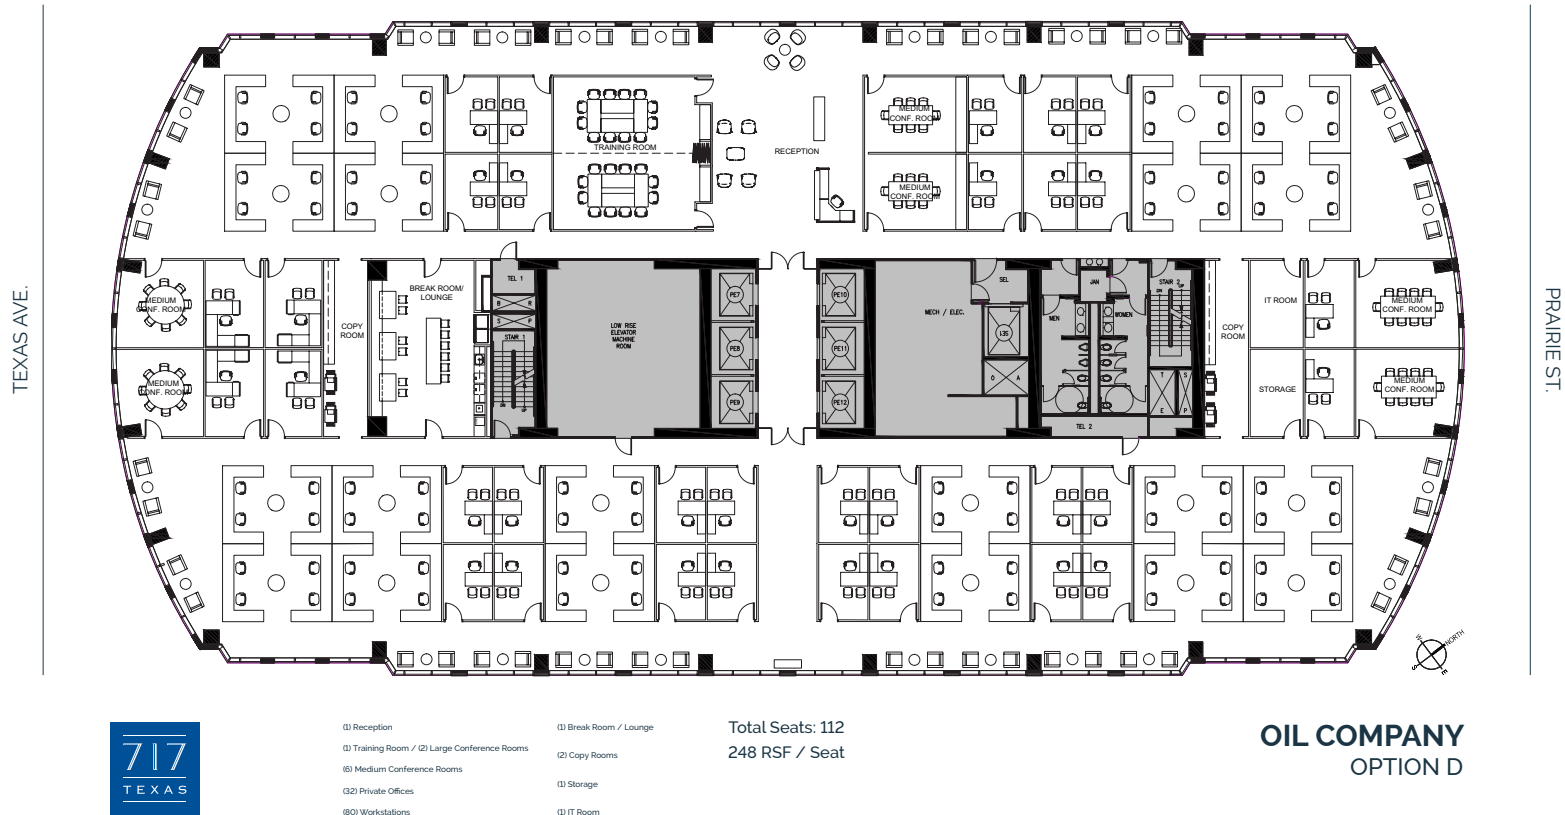 TEXAS AVE.
PRAIRIE ST.
MEDIUM
CONF. ROOM
TRAINING ROOM
RECEPTION
MEDIUM
CONF. ROOM
MEDIUM
CONF. ROOM
COPY
ROOM
BREAK ROOM/
LOUNGE
TEL 1
B R
S P
STAIR 1
DN
UP
LOW RISE
ELEVATOR
MACHINE
ROOM
PE7
PE8
PE9
PE10
PE11
PE12
MECH / ELEC.
SEL
O A
MEN
JAN
WOMEN
STAIR 2
DN
UP
T S
E P
TEL 2
COPY
ROOM
IT ROOM
STORAGE
MEDIUM
CONF. ROOM
MEDIUM
CONF. ROOM
MEDIUM
CONF. ROOM
W
NORTH
S
E
717
TEXAS
(1) Reception
(1) Training Room / (2) Large Conference Rooms
(6) Medium Conference Rooms
(32) Private Offices
(80) Workstations
(1) Break Room / Lounge
(2) Copy Rooms
(1) Storage
(1) IT Room
Total Seats: 112
248 RSF / Seat
OIL COMPANY
OPTION D